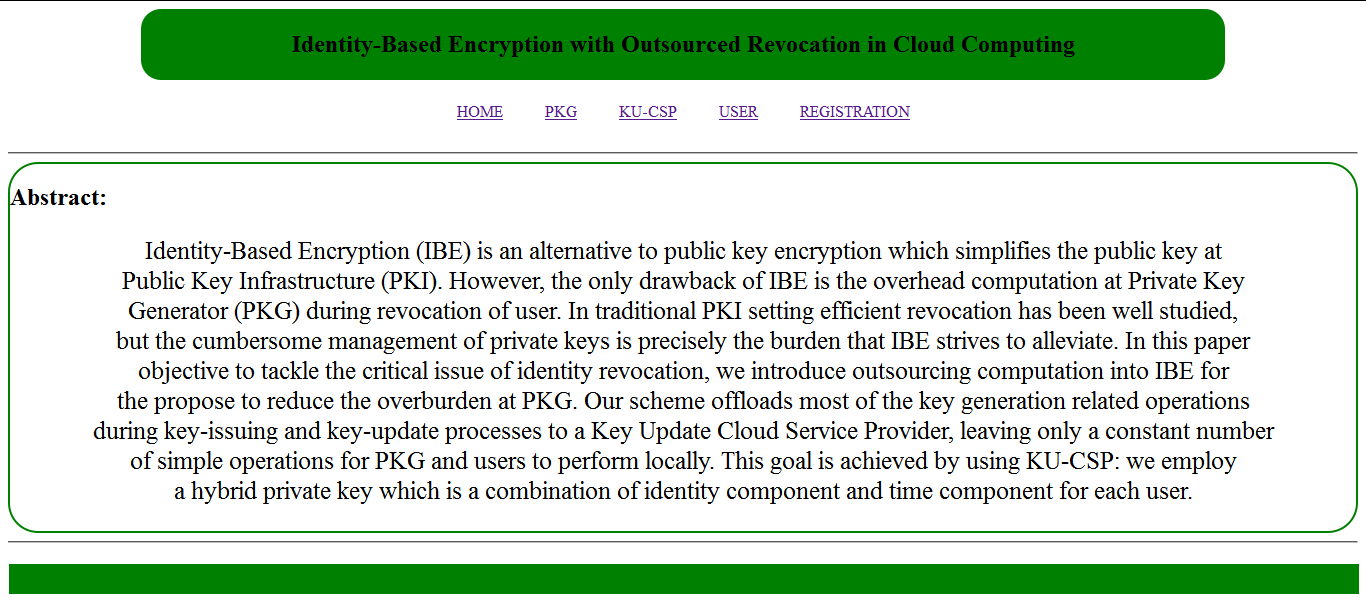 Identity-Based Encryption with Outsourced Revocation in Cloud Computing
HOME PKG KU-CSP USER REGISTRATION
Abstract:
Identity-Based Encryption (IBE) is an alternative to public key encryption which simplifies the public key at
Public Key Infrastructure (PKI). However, the only drawback of IBE is the overhead computation at Private Key
Generator (PKG) during revocation of user. In traditional PKI setting efficient revocation has been well studied,
but the cumbersome management of private keys is precisely the burden that IBE strives to alleviate. In this paper
objective to tackle the critical issue of identity revocation, we introduce outsourcing computation into IBE for
the propose to reduce the overburden at PKG. Our scheme offloads most of the key generation related operations
during key-issuing and key-update processes to a Key Update Cloud Service Provider, leaving only a constant number
of simple operations for PKG and users to perform locally. This goal is achieved by using KU-CSP: we employ
a hybrid private key which is a combination of identity component and time component for each user.